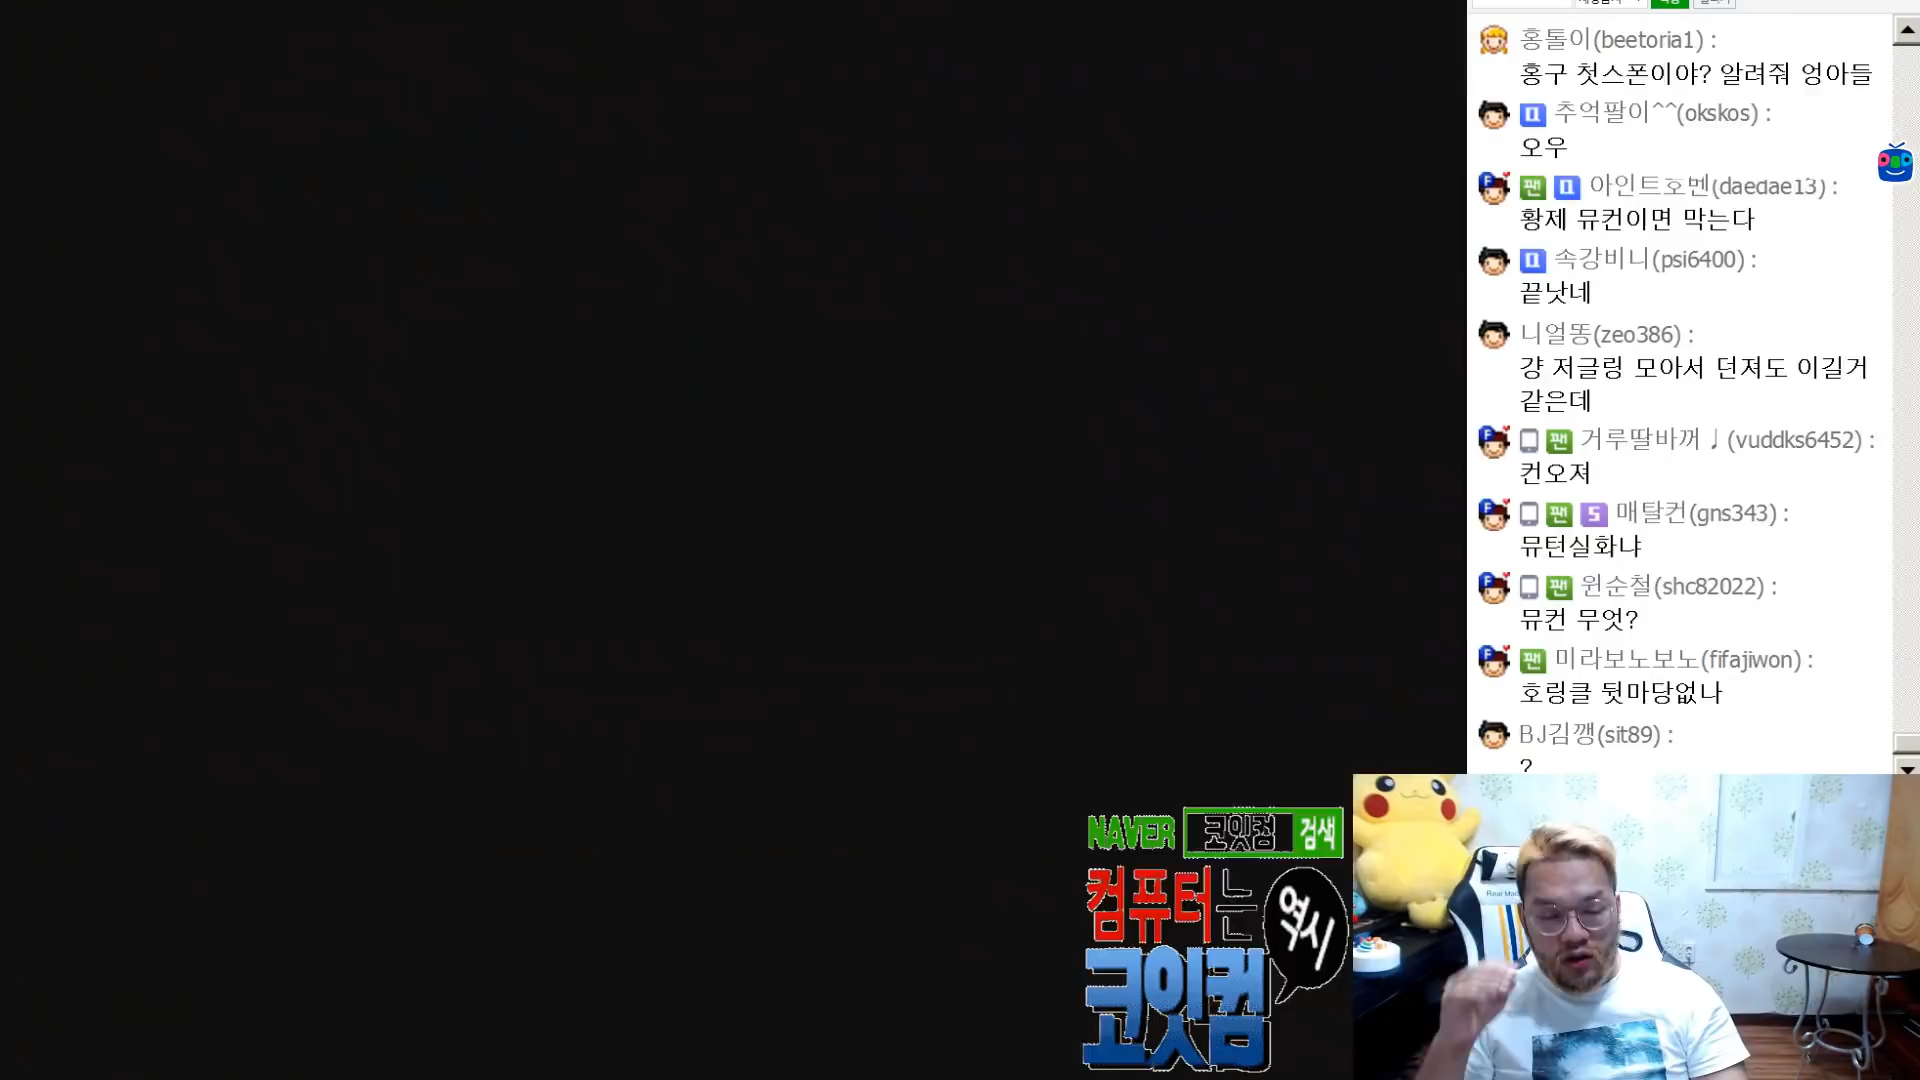 홍톨이(beetoria1) :
홍구 첫스폰이야? 알려줘 엉아들
추억팔이^^(okskos) :
오우
팬 아인트호벤(daedae13) :
황제 뮤컨이면 막는다
속강비니(psi6400) :
끝낫네
니얼똥(zeo386) :
걍 저글링 모아서 던져도 이길거
같은데
팬 거루딸바꺼♩(vuddks6452) :
컨오져
팬 S 매탈컨(gns343) :
뮤턴실화냐
팬 윈순철(shc82022) :
뮤컨 무엇?
팬 미라보노보노(fifajiwon) :
호링클 뒷마당없나
BJ김깽(sit89) :
?
NAVER 코잇컴 검색
컴퓨터는 역시
코잇컴